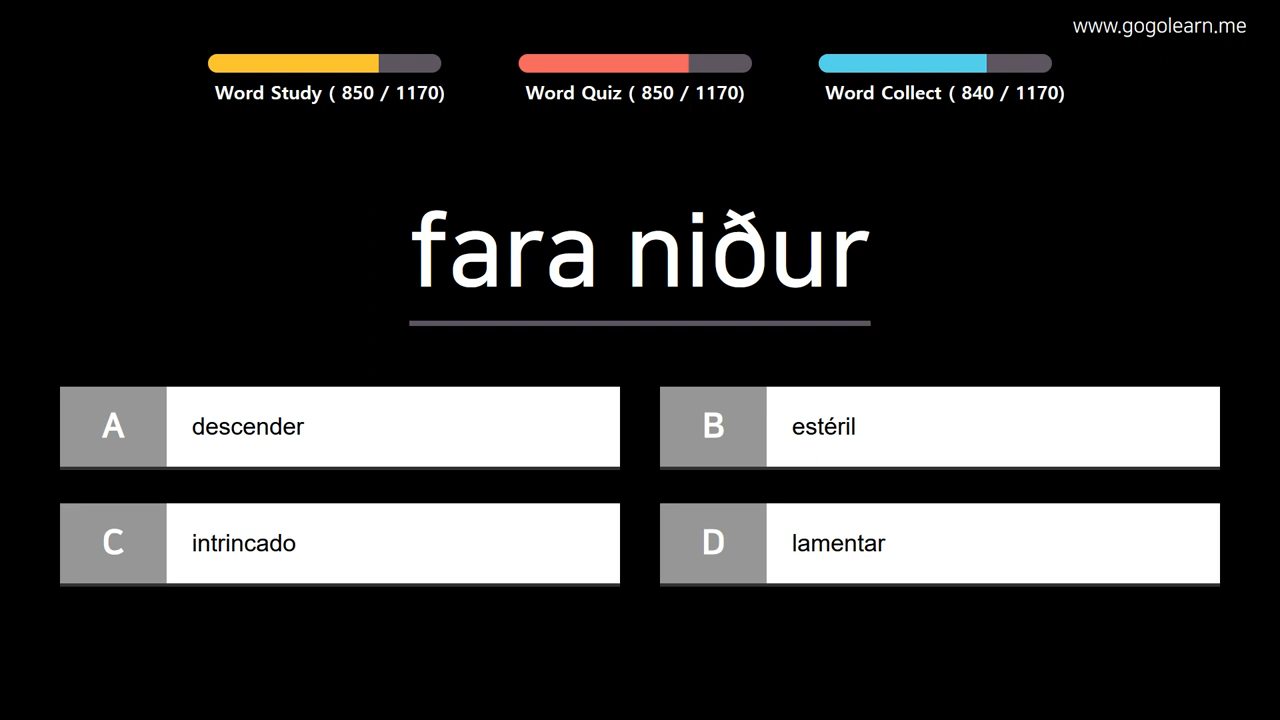 www.gogolearn.me
Word Study ( 850 / 1170)
Word Quiz ( 850 / 1170)
Word Collect ( 840 / 1170)
fara niður
A descender
B estéril
C intrincado
D lamentar